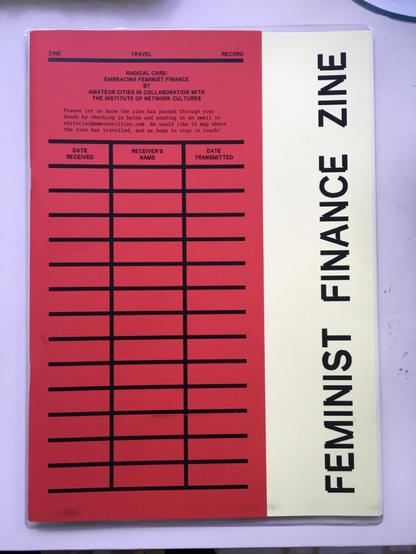 ZINE TRAVEL RECORD
RADICAL CARE:
EMBRACING FEMINIST FINANCE
BY
AMATEUR CITIES IN COLLABORATION WITH
THE INSTITUTE OF NETWORK CULTURES
Please let us know the zine has passed through your
hands by checking in below and sending us an email to
editorial@amateurcities.com. We would like to map where
the zine has travelled, and we hope to stay in touch!
DATE RECEIVED
RECEIVER'S NAME
DATE TRANSMITTED
FEMINIST FINANCE ZINE